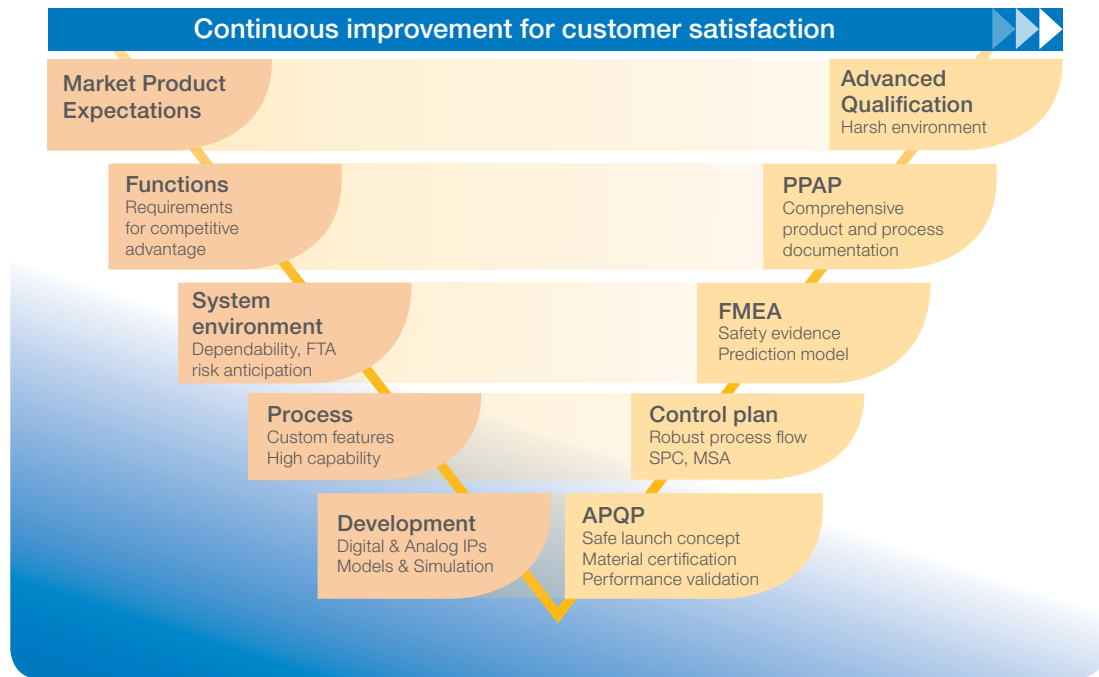 Continuous improvement for customer satisfaction
Market Product
Expectations
Advanced
Qualification
Harsh environment
Functions
Requirements
for competitive
advantage
PPAP
Comprehensive
product and process
documentation
System
environment
Dependability, FTA
risk anticipation
FMEA
Safety evidence
Prediction model
Process
Custom features
High capability
Control plan
Robust process flow
SPC, MSA
Development
Digital & Analog IPs
Models & Simulation
APQP
Safe launch concept
Material certification
Performance validation